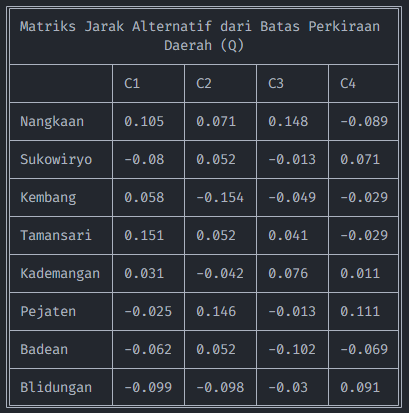 Matriks Jarak Alternatif dari Batas Perkiraan
Daerah (Q)
C1 C2 C3 C4
Nangkaan 0.105 0.071 0.148 -0.089
Sukowiryo -0.08 0.052 -0.013 0.071
Kembang 0.058 -0.154 -0.049 -0.029
Tamansari 0.151 0.052 0.041 -0.029
Kademangan 0.031 -0.042 0.076 0.011
Pejaten -0.025 0.146 -0.013 0.111
Badean -0.062 0.052 -0.102 -0.069
Blidungan -0.099 -0.098 -0.03 0.091